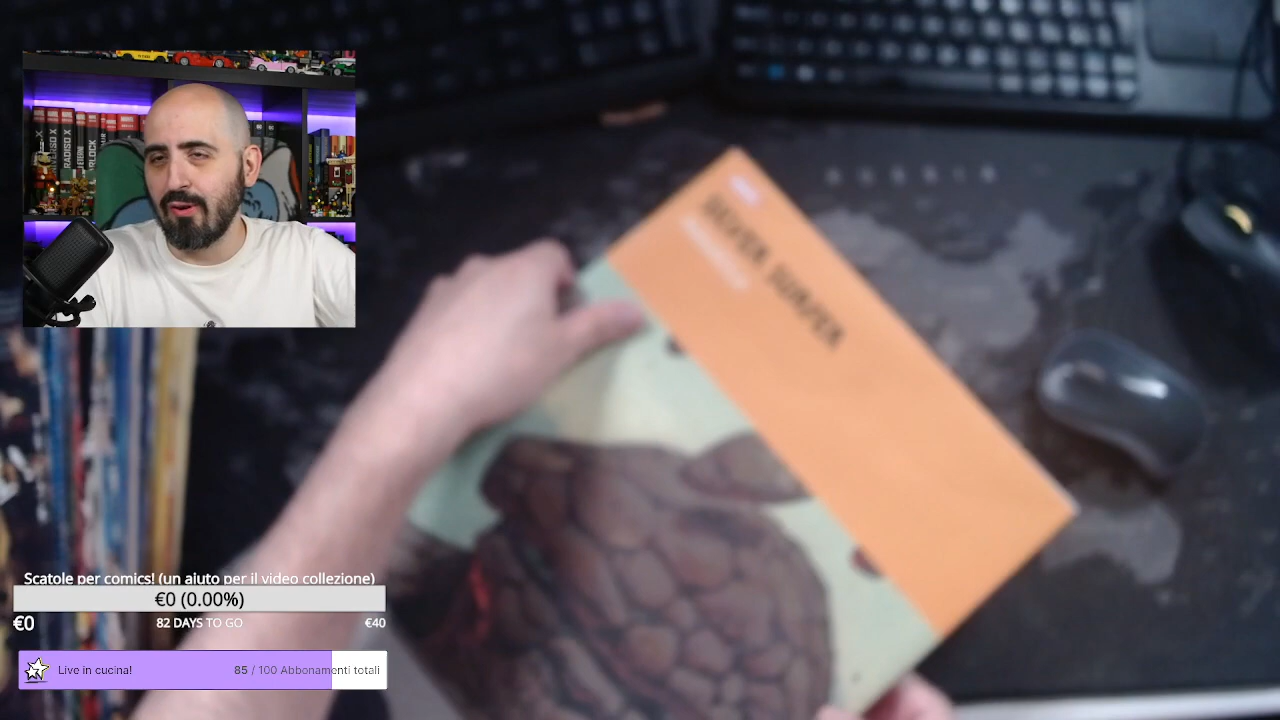 RADISO X
SILVER SURFER
Scatole per comics! (un aiuto per il video collezione)
€0 (0.00%)
€0
82 DAYS TO GO
€40
Live in cucina!
85 / 100 Abbonamenti totali